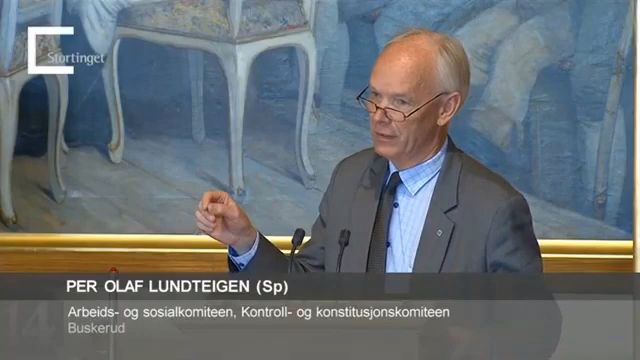 Stortinget
PER OLAF LUNDTEIGEN (Sp)
Arbeids- og sosialkomiteen, Kontroll- og konstitusjonskomiteen
Buskerud